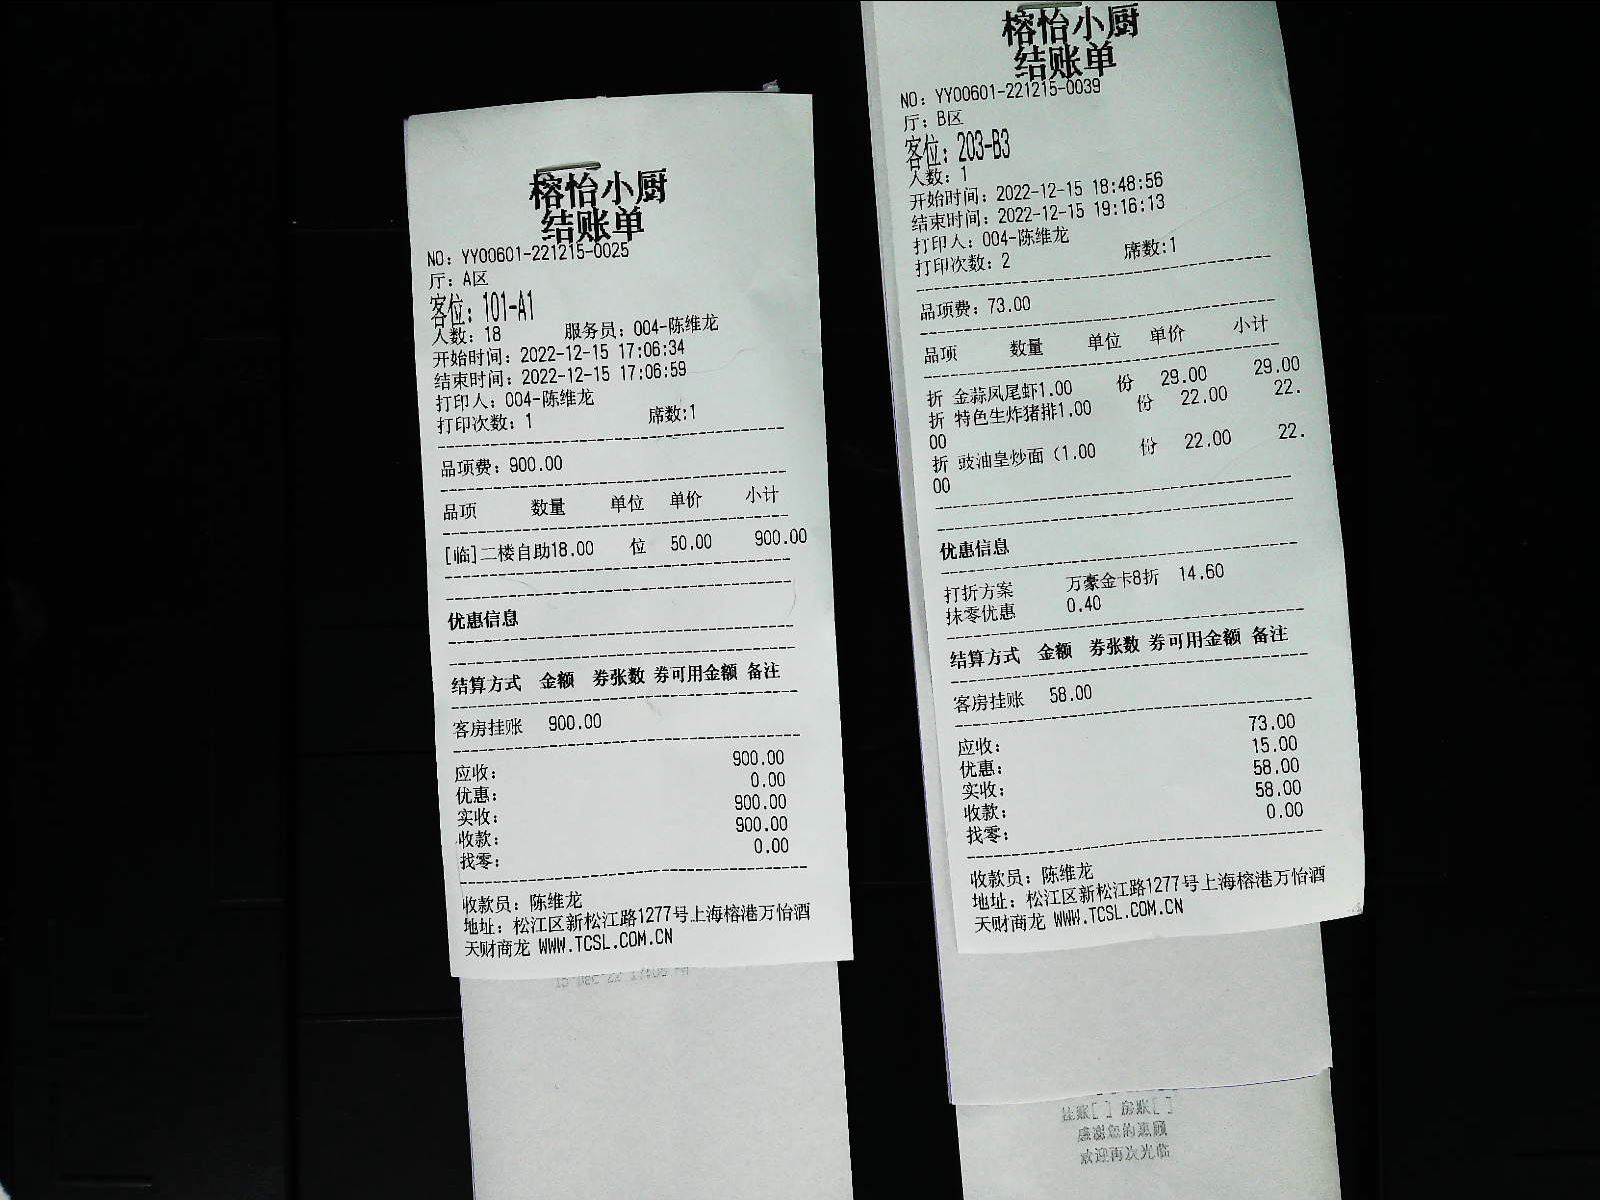 榕怡小厨
结账单
NO: YY00601-221215-0025
厅: A区
客位: 101-A1
人数: 18 服务员: 004-陈维龙
开始时间: 2022-12-15 17:06:34
结束时间: 2022-12-15 17:06:59
打印人: 004-陈维龙
打印次数: 1 席数:1
品项费: 900.00
品项 数量 单位 单价 小计
[临]二楼自助18.00 位 50.00 900.00
优惠信息
结算方式 金额 券张数 券可用金额 备注
客房挂账 900.00
应收: 900.00
优惠: 0.00
实收: 900.00
收款: 900.00
找零: 0.00
收款员: 陈维龙
地址: 松江区新松江路1277号上海榕港万怡酒
天财商龙 WWW.TCSL.COM.CN
榕怡小厨
结账单
NO: YY00601-221215-0039
厅: B区
客位: 203-B3
人数: 1
开始时间: 2022-12-15 18:48:56
结束时间: 2022-12-15 19:16:13
打印人: 004-陈维龙
打印次数: 2 席数:1
品项费: 73.00
品项 数量 单位 单价 小计
折 金蒜凤尾虾1.00 份 29.00 29.00
折 特色生炸猪排1.00 份 22.00 22.
00
折 豉油皇炒面 (1.00 份 22.00 22.
00
优惠信息
打折方案 万豪金卡8折 14.60
抹零优惠 0.40
结算方式 金额 券张数 券可用金额 备注
客房挂账 58.00
应收: 73.00
优惠: 15.00
实收: 58.00
收款: 58.00
找零: 0.00
收款员: 陈维龙
地址: 松江区新松江路1277号上海榕港万怡酒
天财商龙 WWW.TCSL.COM.CN
挂账[ ] 房账[ ]
感谢您的惠顾
欢迎再次光临